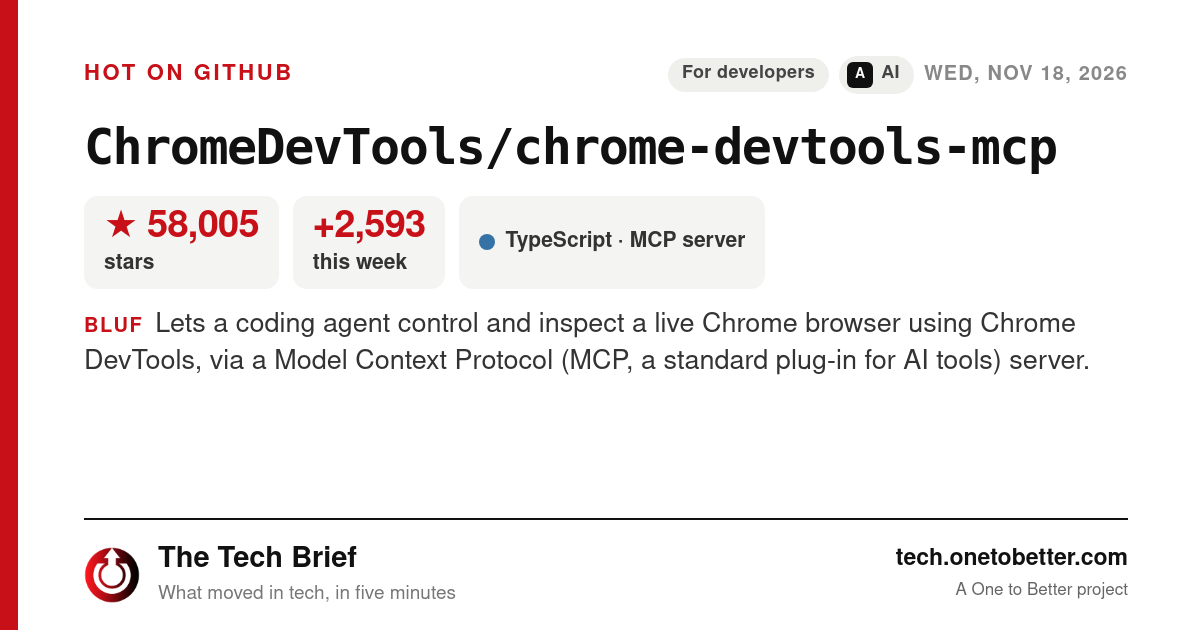 HOT ON GITHUB
For developers
A AI
WED, NOV 18, 2026
ChromeDevTools/chrome-devtools-mcp
★ 58,005
stars
+2,593
this week
TypeScript · MCP server
BLUF Lets a coding agent control and inspect a live Chrome browser using Chrome
DevTools, via a Model Context Protocol (MCP, a standard plug-in for AI tools) server.
The Tech Brief
What moved in tech, in five minutes
tech.onetobetter.com
A One to Better project